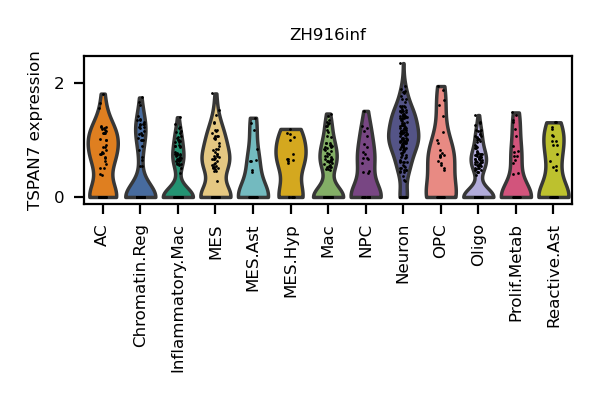 ZH916inf
TSPAN7 expression
2
0
AC
Chromatin.Reg
Inflammatory.Mac
MES
MES.Ast
MES.Hyp
Mac
NPC
Neuron
OPC
Oligo
Prolif.Metab
Reactive.Ast